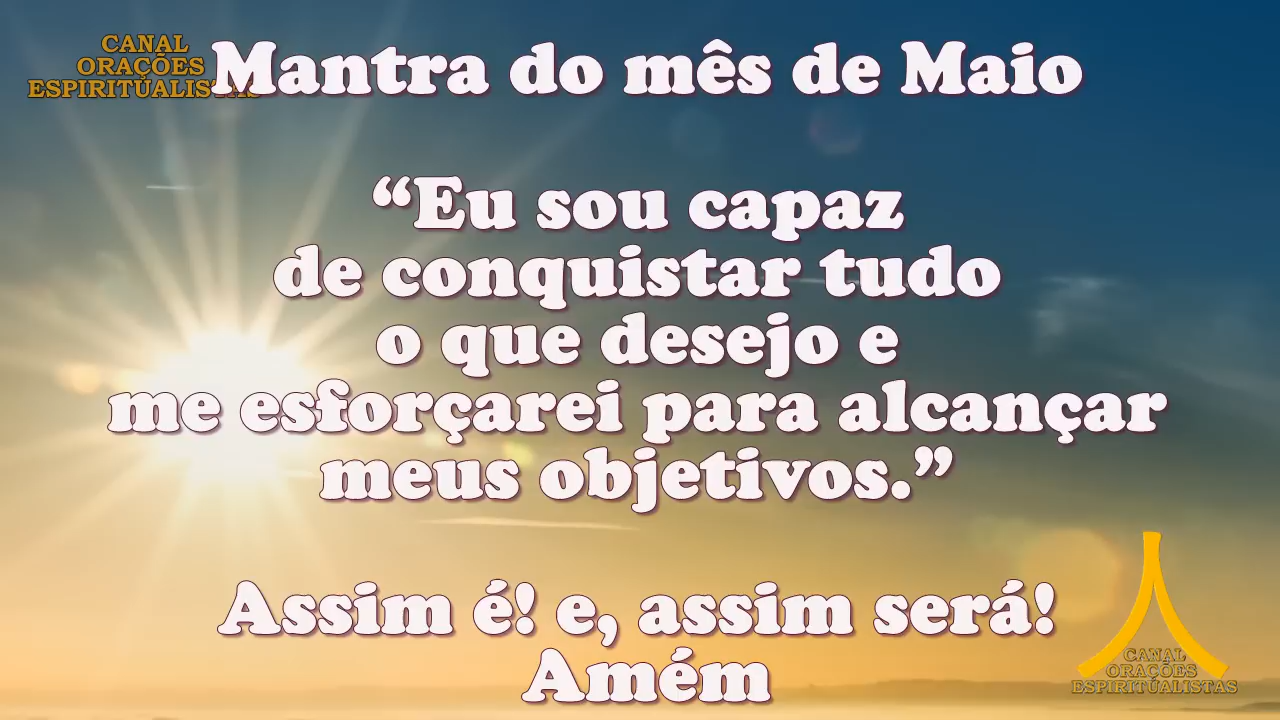 CANAL
ORAÇÕES
ESPIRITUALISTAS
Mantra do mês de Maio
“Eu sou capaz
de conquistar tudo
o que desejo e
me esforçarei para alcançar
meus objetivos.”
Assim é! e, assim será!
Amém
CANAL
ORAÇÕES
ESPIRITUALISTAS